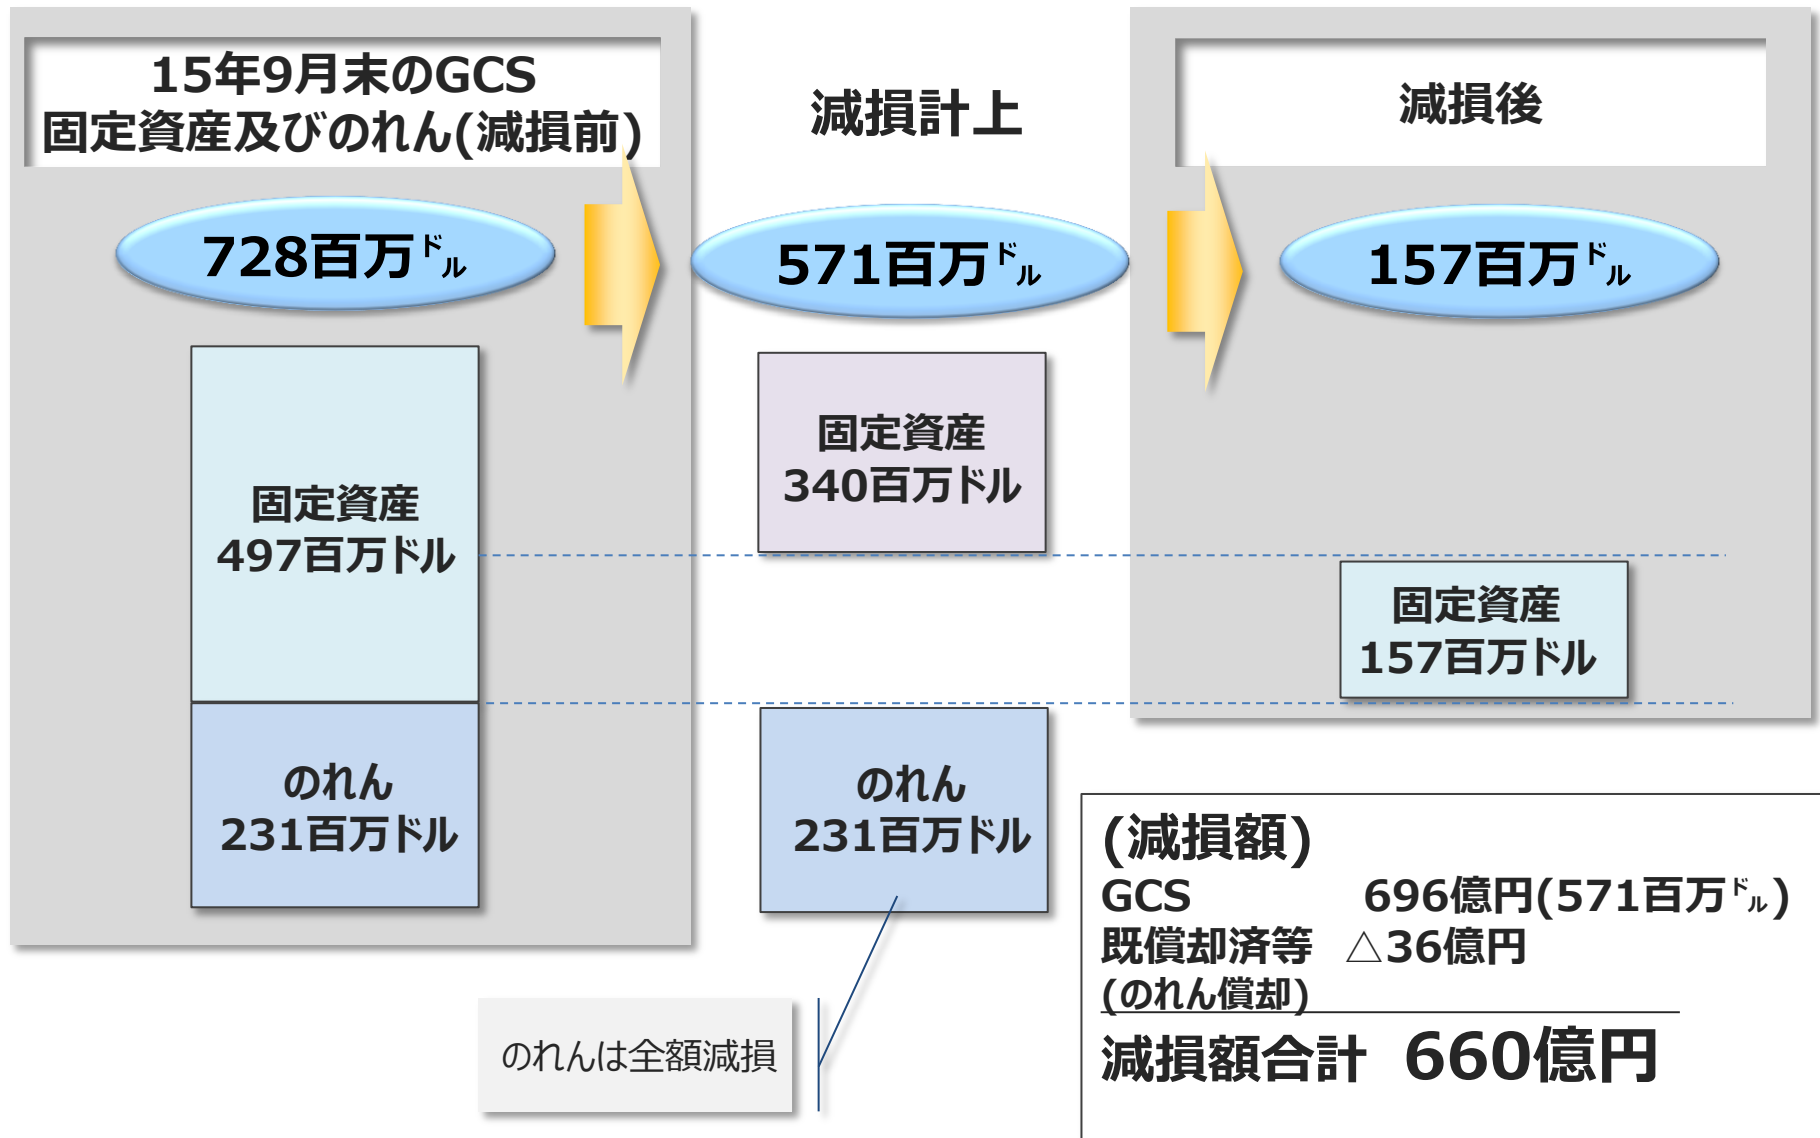 15年9月末のGCS
固定資産及びのれん(減損前)
728百万ドル
固定資産
497百万ドル
のれん
231百万ドル
減損計上
571百万ドル
固定資産
340百万ドル
のれん
231百万ドル
のれんは全額減損
減損後
157百万ドル
固定資産
157百万ドル
(減損額)
GCS 696億円(571百万ドル)
既償却済等 △36億円
(のれん償却)
減損額合計 660億円